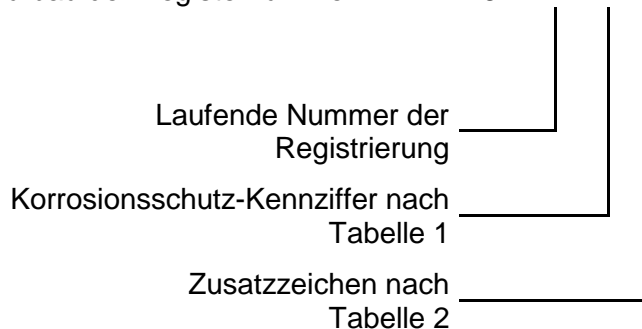 Laufende Nummer der
Registrierung
Korrosionsschutz-Kennziffer nach
Tabelle 1
Zusatzzeichen nach
Tabelle 2